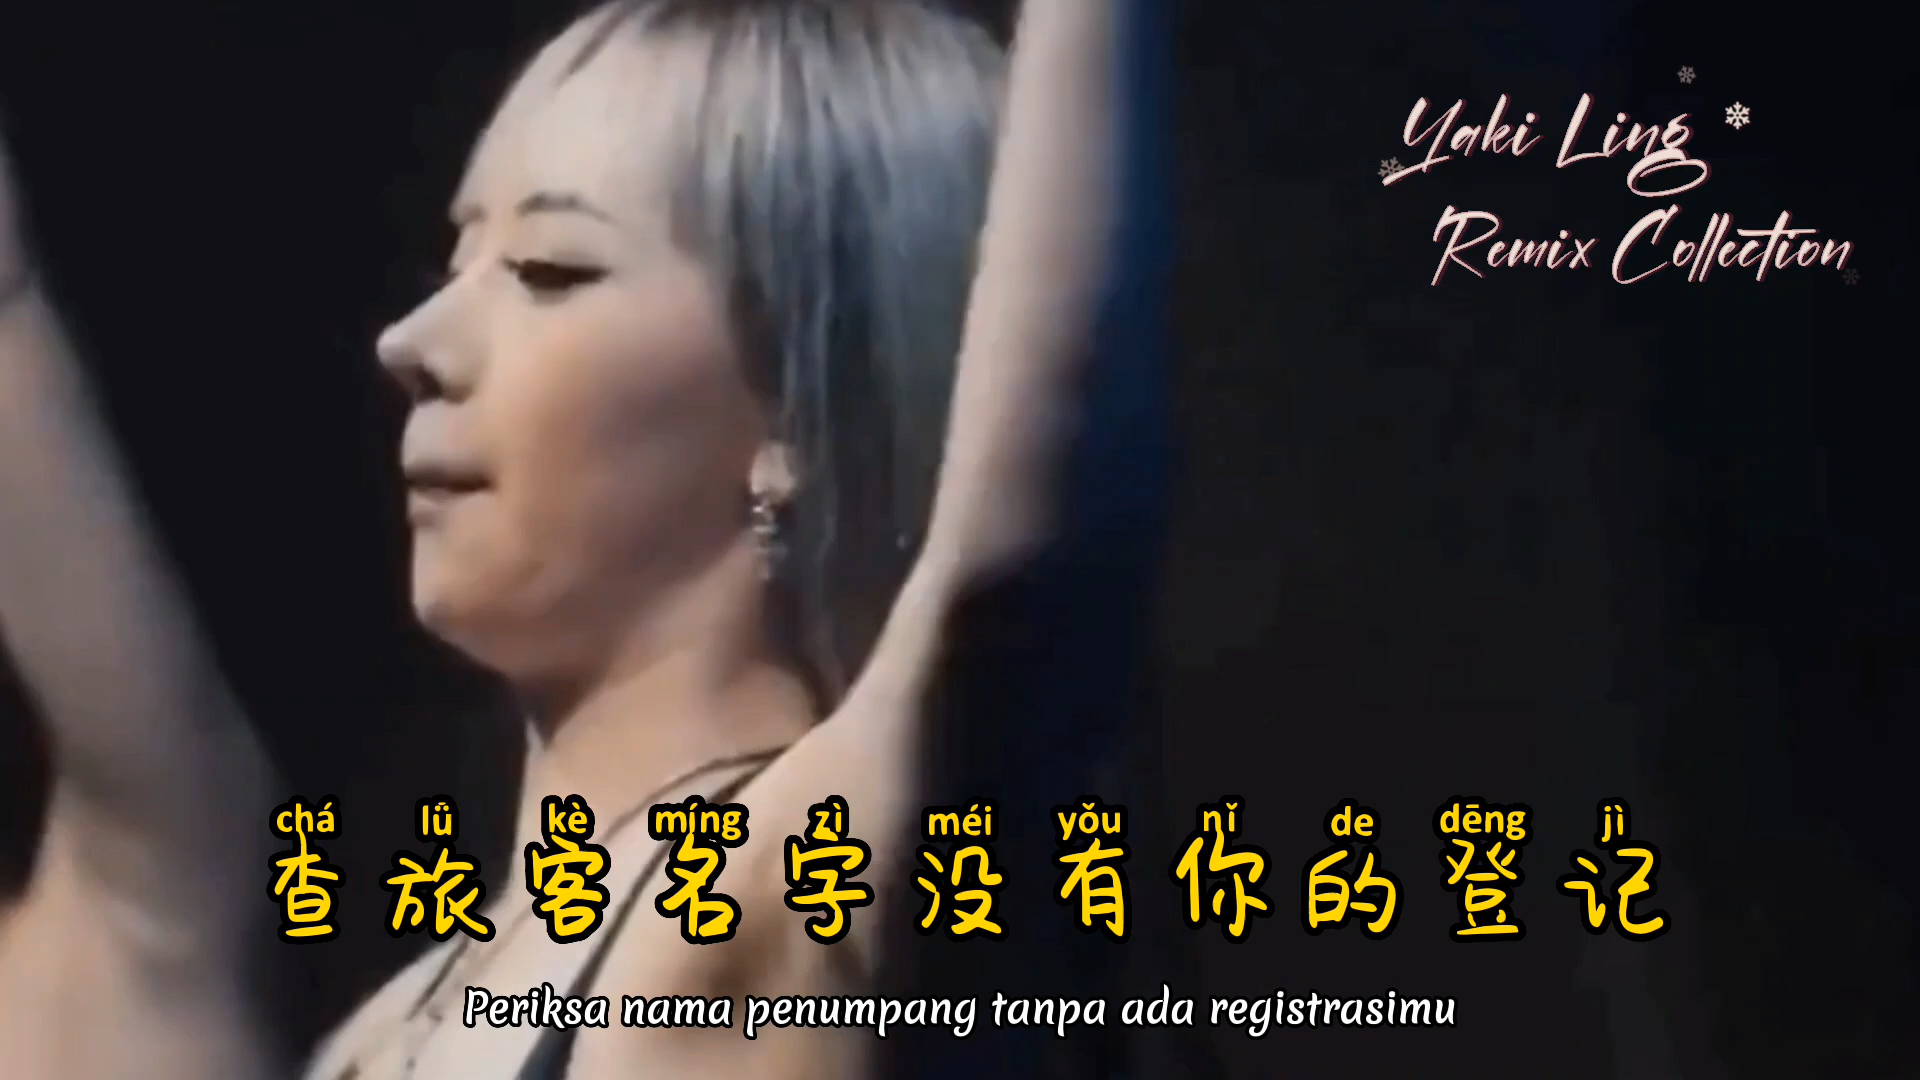 Yaki Ling
Remix Collection
chá lǚ kè míng zì méi yǒu nǐ de dēng jì
查旅客名字没有你的登记
Periksa nama penumpang tanpa ada registrasimu